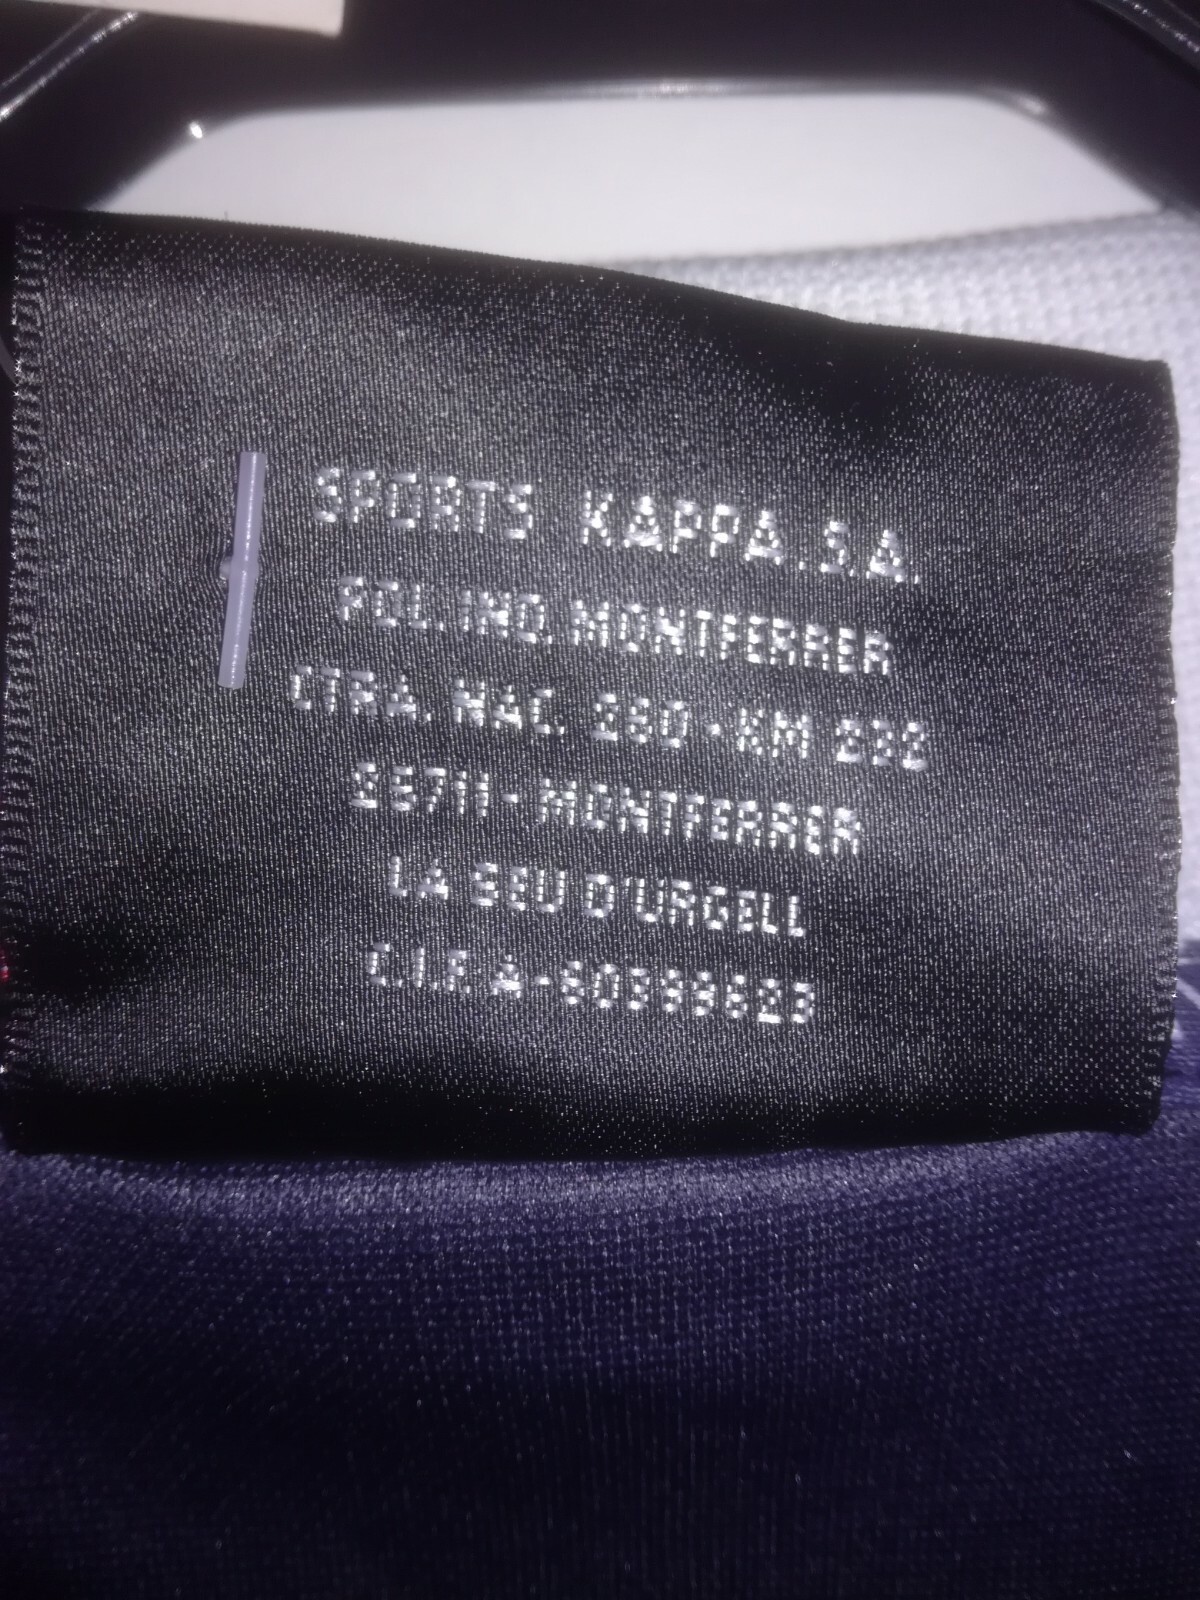 SPORTS KAPPA.S.A.
POL.IND. MONTFERRER
CTRA. NAC. 260 - KM 232
25711 - MONTFERRER
LA SEU D'URGELL
C.I.F. A -